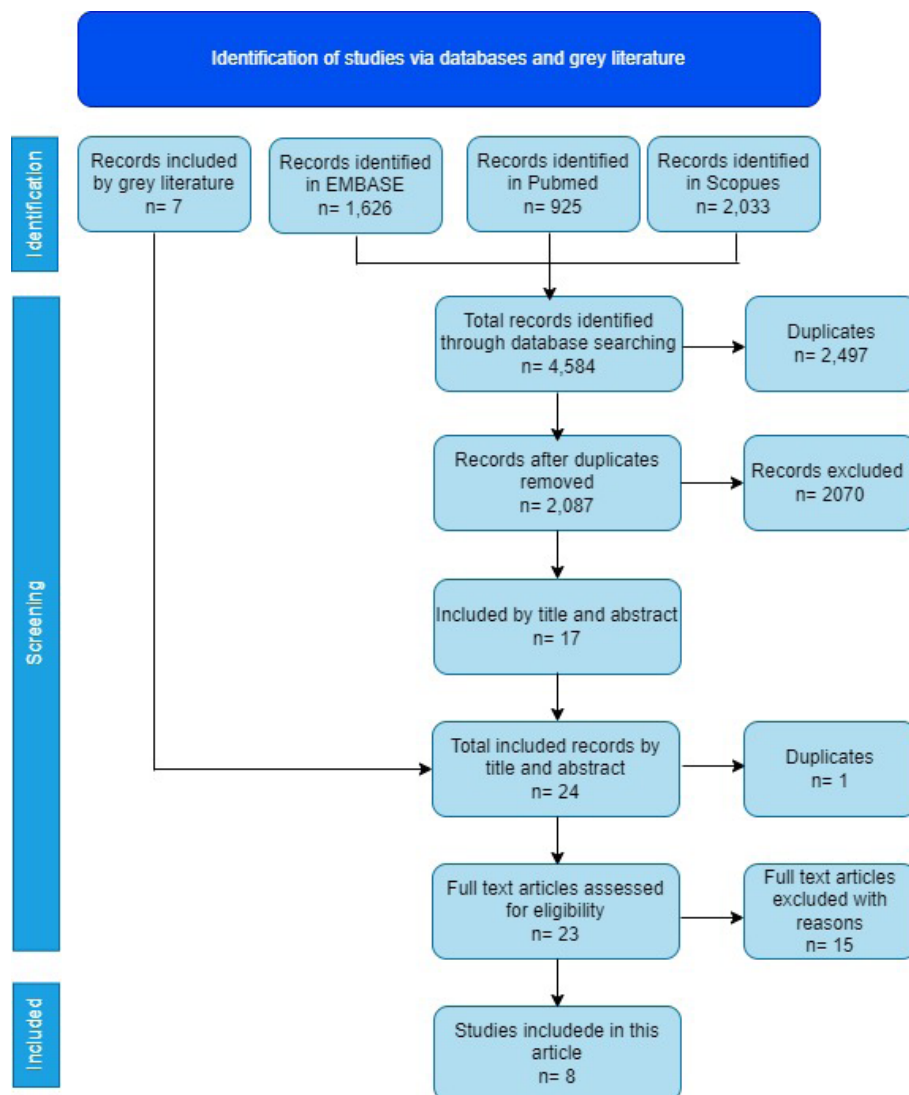 Identification of studies via databases and grey literature
Identification
Records included
by grey literature
n= 7
Records identified
in EMBASE
n= 1,626
Records identified
in Pubmed
n= 925
Records identified
in Scopues
n= 2,033
Screening
Total records identified
through database searching
n= 4,584
Duplicates
n= 2,497
Records after duplicates
removed
n= 2,087
Records excluded
n= 2070
Included by title and abstract
n= 17
Total included records by
title and abstract
n= 24
Duplicates
n= 1
Full text articles assessed
for eligibility
n= 23
Full text articles
excluded with
reasons
n= 15
Included
Studies includede in this
article
n= 8